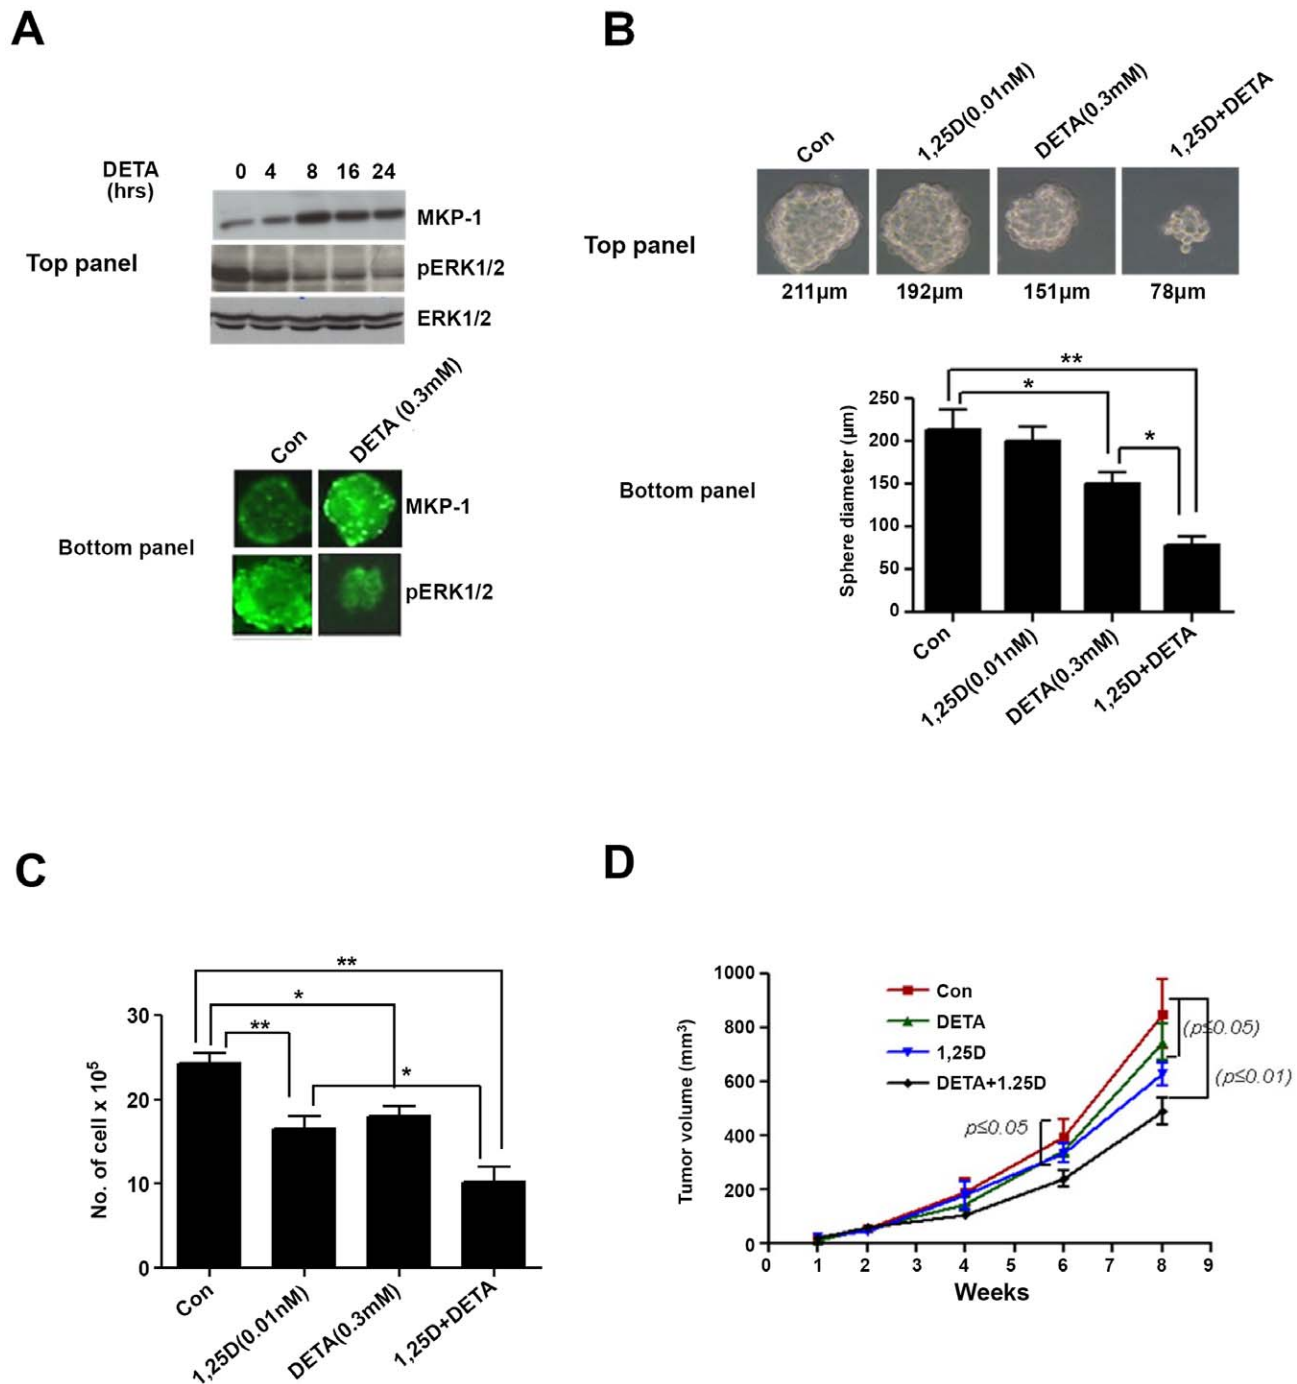 A
DETA
(hrs)
0 4 8 16 24
MKP-1
Top panel
pERK1/2
ERK1/2
Con
DETA (0.3mM)
MKP-1
Bottom panel
pERK1/2
B
Con
1,25D(0.01nM)
DETA(0.3mM)
1,25D+DETA
Top panel
211µm 192µm 151µm 78µm
Bottom panel
Sphere diameter (µm)
**
*
*
250
200
150
100
50
0
Con
1,25D(0.01nM)
DETA(0.3mM)
1,25D+DETA
C
No. of cell x 10⁵
**
*
**
*
30
20
10
0
Con
1,25D(0.01nM)
DETA(0.3mM)
1,25D+DETA
D
Tumor volume (mm³)
1000
800
600
400
200
0
Con
DETA
1,25D
DETA+1.25D
(p≤0.05)
(p≤0.01)
p≤0.05
0 1 2 3 4 5 6 7 8 9
Weeks